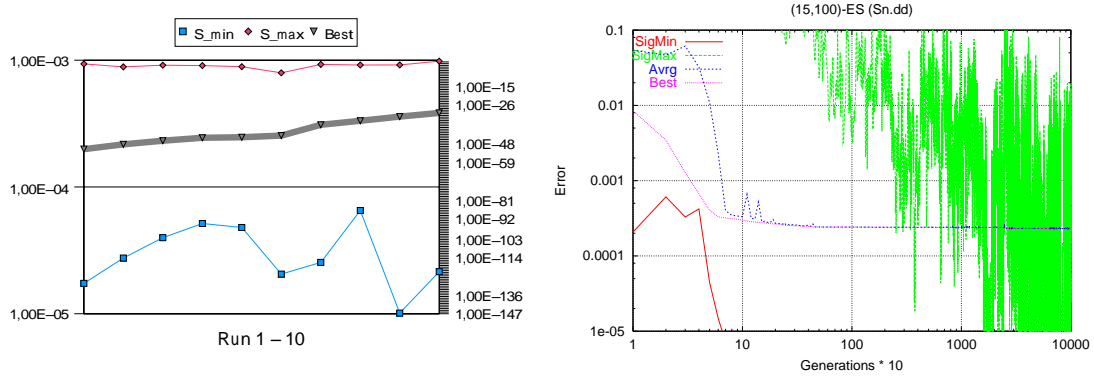 S_min S_max Best
1,00E–03
1,00E–04
1,00E–05
1,00E–15
1,00E–26
1,00E–48
1,00E–59
1,00E–81
1,00E–92
1,00E–103
1,00E–114
1,00E–136
1,00E–147
Run 1 – 10
(15,100)-ES (Sn.dd)
SigMin
SigMax
Avrg
Best
0.1
0.01
0.001
0.0001
1e-05
Error
1 10 100 1000 10000
Generations * 10